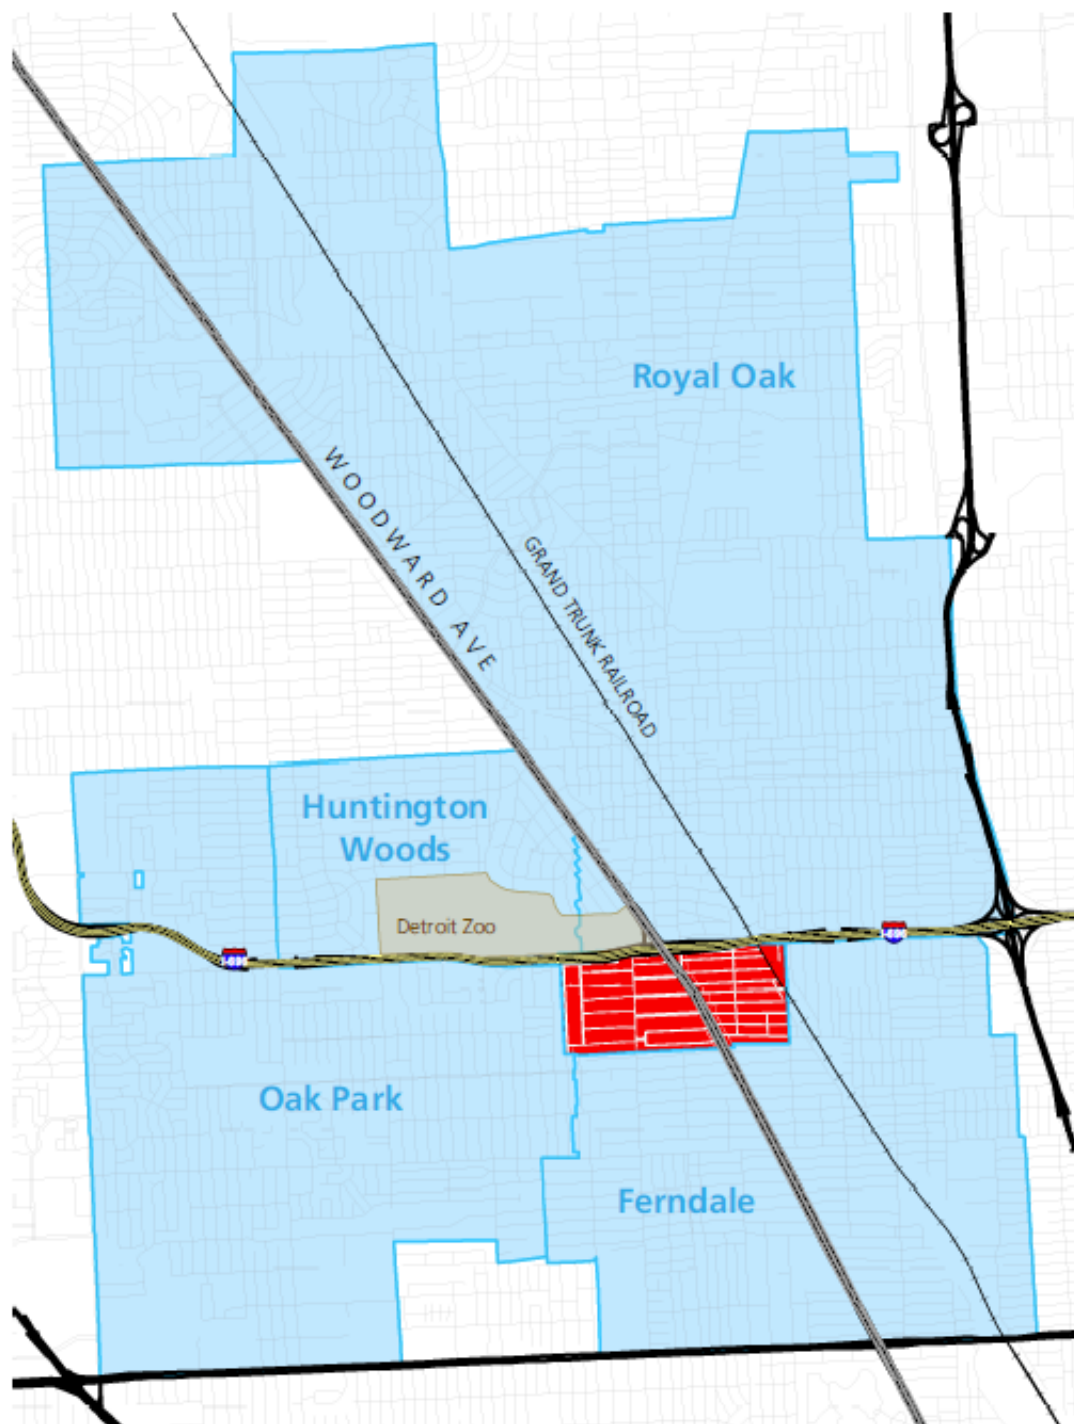 Royal Oak
WOODWARD AVE
GRAND TRUNK RAILROAD
Huntington
Woods
Detroit Zoo
Oak Park
Ferndale